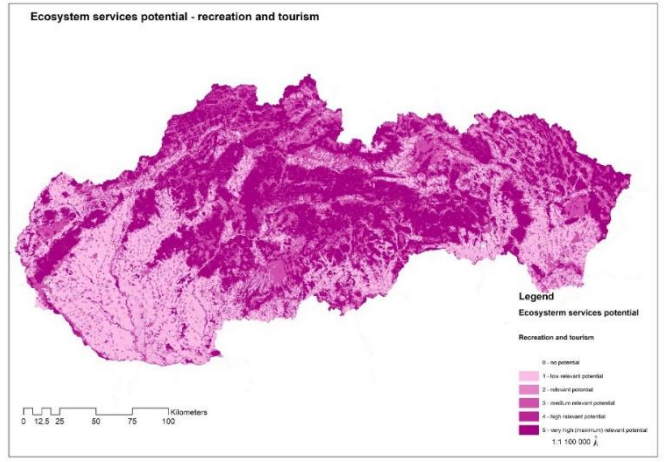 Ecosystem services potential - recreation and tourism
Legend
Ecosysterm services potential
Recreation and tourism
0 - no potential
1 - low relevant potential
2 - relevant potential
3 - medium relevant potential
4 - high relevant potential
5 - very high (maximum) relevant potential
1:1 100 000
Kilometers
0 12.5 25 50 75 100